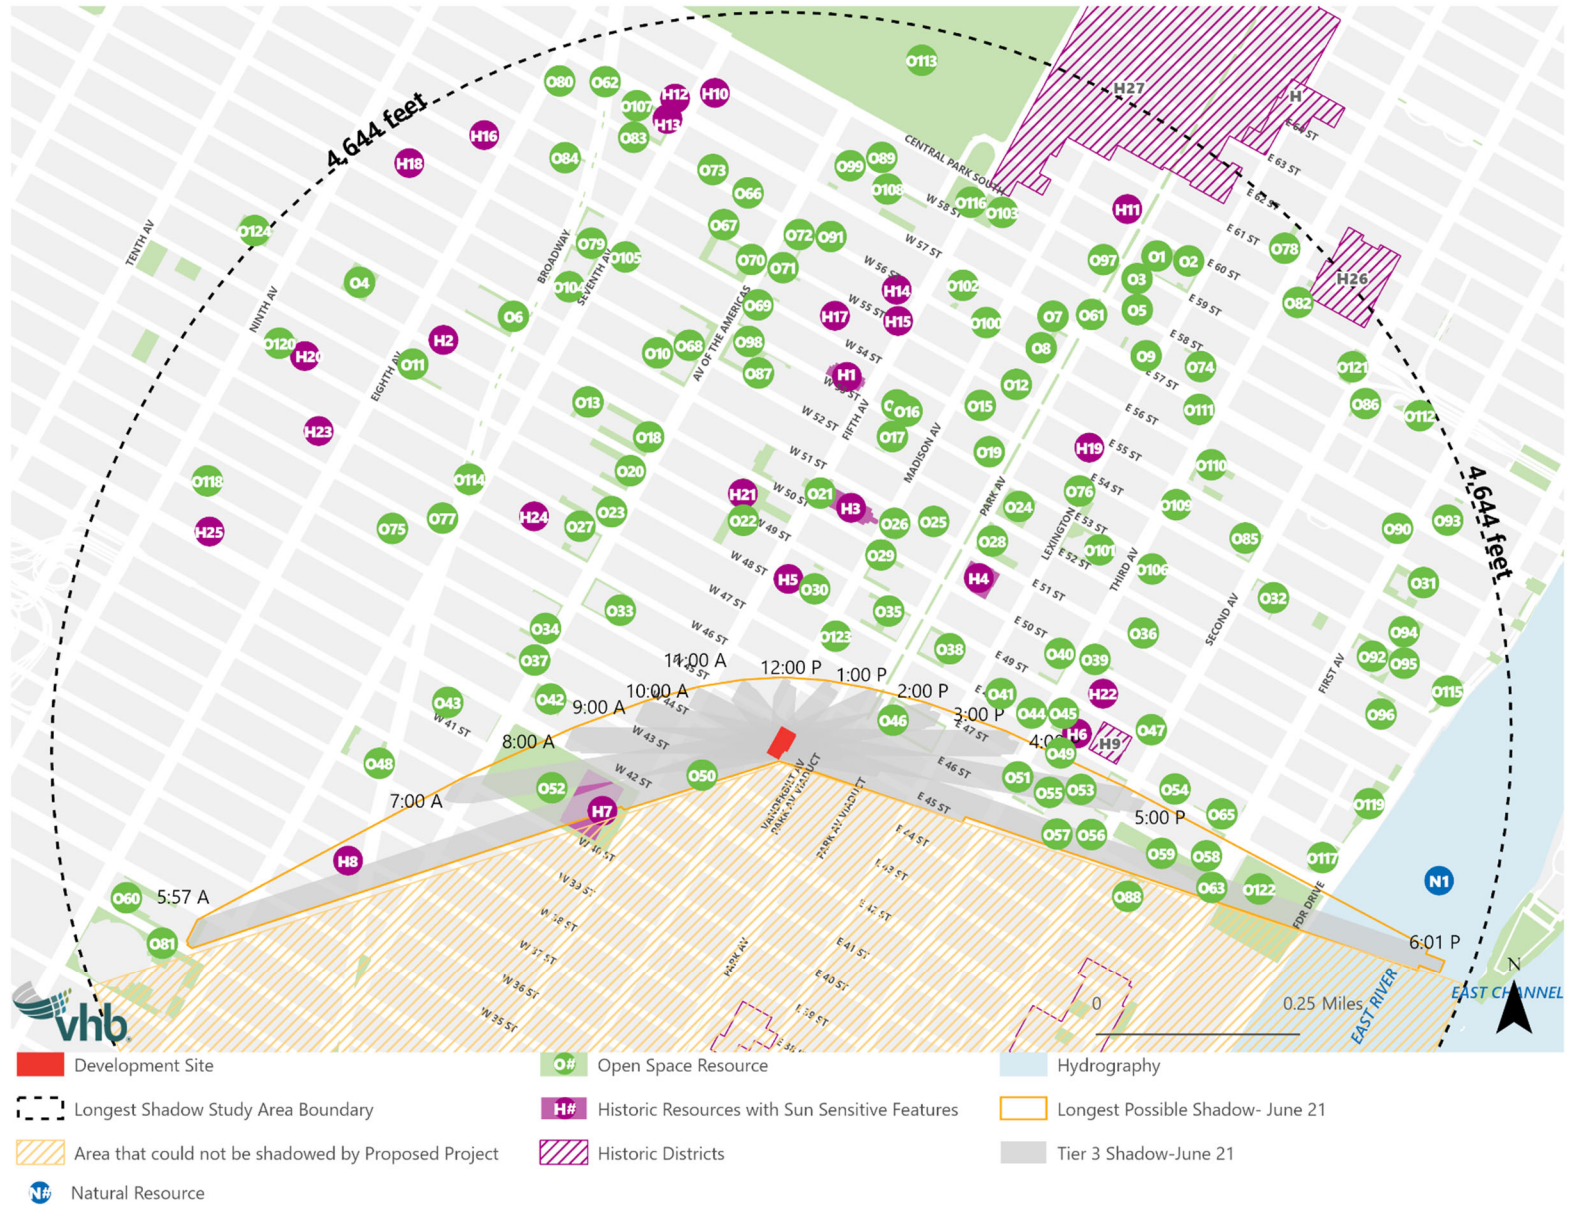 O113
H27
H
E 64 ST
E 63 ST
E 62 ST
E 61 ST
E 60 ST
E 59 ST
E 58 ST
E 57 ST
E 56 ST
E 55 ST
E 54 ST
E 53 ST
E 52 ST
E 51 ST
E 50 ST
E 49 ST
E 47 ST
E 46 ST
E 45 ST
E 44 ST
E 41 ST
E 40 ST
4,644 feet
4,644 feet
CENTRAL PARK SOUTH
W 58 ST
W 57 ST
W 56 ST
W 55 ST
W 54 ST
W 52 ST
W 51 ST
W 50 ST
W 49 ST
W 48 ST
W 47 ST
W 46 ST
W 45 ST
W 44 ST
W 43 ST
W 42 ST
W 41 ST
W 40 ST
W 39 ST
W 38 ST
W 37 ST
W 36 ST
W 35 ST
TENTH AV
NINTH AV
EIGHTH AV
BROADWAY
SEVENTH AV
AV OF THE AMERICAS
FIFTH AV
MADISON AV
PARK AV
LEXINGTON
THIRD AV
SECOND AV
FIRST AV
FDR DRIVE
VANDERBILT AV
PARK AV VIADUCT
PARK AV VIADUCT
PARK AV
O80
O62
O107
H12
H10
H13
O83
H16
H18
O84
O73
O99
O89
O108
O66
O116
O103
H11
O124
O67
O72
O91
O79
O105
O70
O71
O97
O1
O2
O78
O3
H26
O4
O104
O69
H14
O102
O5
O82
O6
H17
H15
O100
O7
O61
O120
H20
H2
O11
O10
O68
O98
O87
O8
O9
O74
O121
H1
O12
O13
O16
O15
O111
O86
O112
H23
O18
O17
O19
H19
O20
O110
O118
O114
H21
O21
O76
H25
O75
O77
H24
O27
O23
O22
H3
O26
O25
O24
O109
O85
O90
O93
O29
O28
O101
O106
H5
O30
H4
O31
O32
O33
O35
O34
O123
O36
O94
O37
O38
O40
O39
O92
O95
O43
O42
O41
H22
O115
O46
O44
O45
O96
H6
H9
O47
O49
O48
O50
O51
O52
O55
O53
O54
O119
H7
O65
O57
O56
H8
O59
O58
O117
O60
O88
O63
O122
N1
O81
5:57 A
7:00 A
8:00 A
9:00 A
10:00 A
11:00 A
12:00 P
1:00 P
2:00 P
3:00 P
5:00 P
6:01 P
EAST RIVER
EAST CHANNEL
N
0
0.25 Miles
vhb
Development Site
O#
Open Space Resource
Hydrography
Longest Shadow Study Area Boundary
H#
Historic Resources with Sun Sensitive Features
Longest Possible Shadow- June 21
Area that could not be shadowed by Proposed Project
Historic Districts
Tier 3 Shadow-June 21
N#
Natural Resource